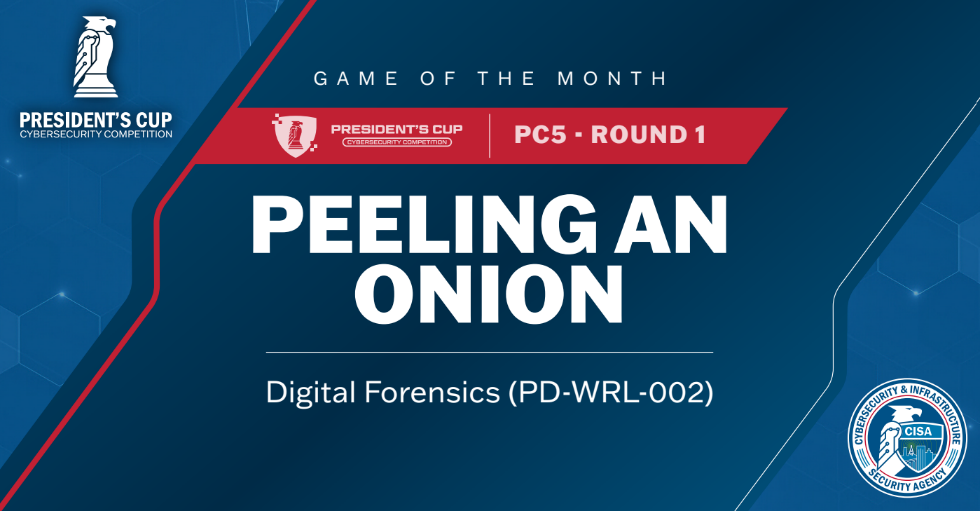 PRESIDENT'S CUP
CYBERSECURITY COMPETITION
GAME OF THE MONTH
PRESIDENT'S CUP
CYBERSECURITY COMPETITION
PC5 - ROUND 1
PEELING AN
ONION
Digital Forensics (PD-WRL-002)
CYBERSECURITY & INFRASTRUCTURE
CISA
SECURITY AGENCY